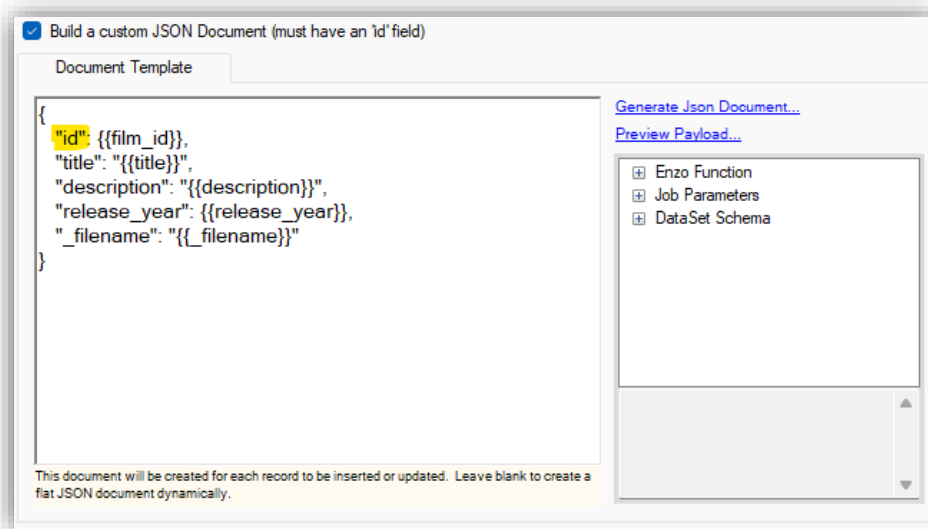 Build a custom JSON Document (must have an 'id' field)
Document Template
{
"id": {{film_id}},
"title": "{{title}}",
"description": "{{description}}",
"release_year": {{release_year}},
"_filename": "{{_filename}}"
}
This document will be created for each record to be inserted or updated. Leave blank to create a
flat JSON document dynamically.
Generate Json Document...
Preview Payload...
Enzo Function
Job Parameters
DataSet Schema